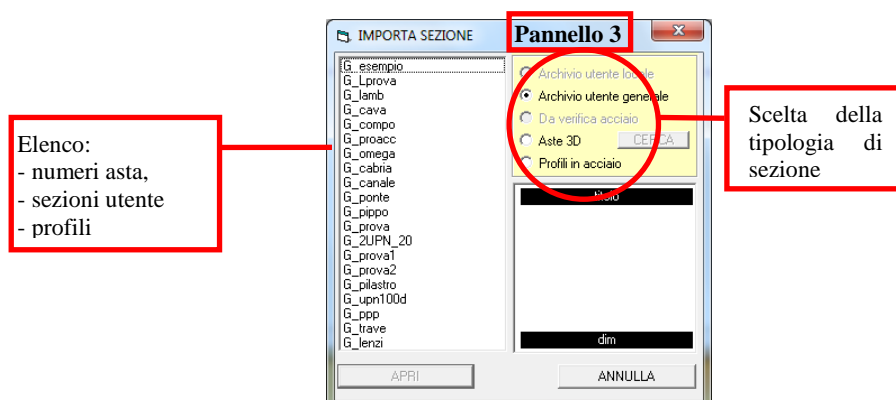 IMPORTA SEZIONE
Pannello 3
G_esempio
G_Lprova
G_lamb
G_cava
G_compo
G_proacc
G_omega
G_cabria
G_canale
G_ponte
G_pippo
G_prova
G_2UPN_20
G_prova1
G_prova2
G_pilastro
G_upn100d
G_ppp
G_trave
G_lenzi
Archivio utente locale
Archivio utente generale
Da verifica acciaio
Aste 3D
CERCA
Profili in acciaio
titolo
dim
APRI
ANNULLA
Elenco:
- numeri asta,
- sezioni utente
- profili
Scelta della
tipologia di
sezione